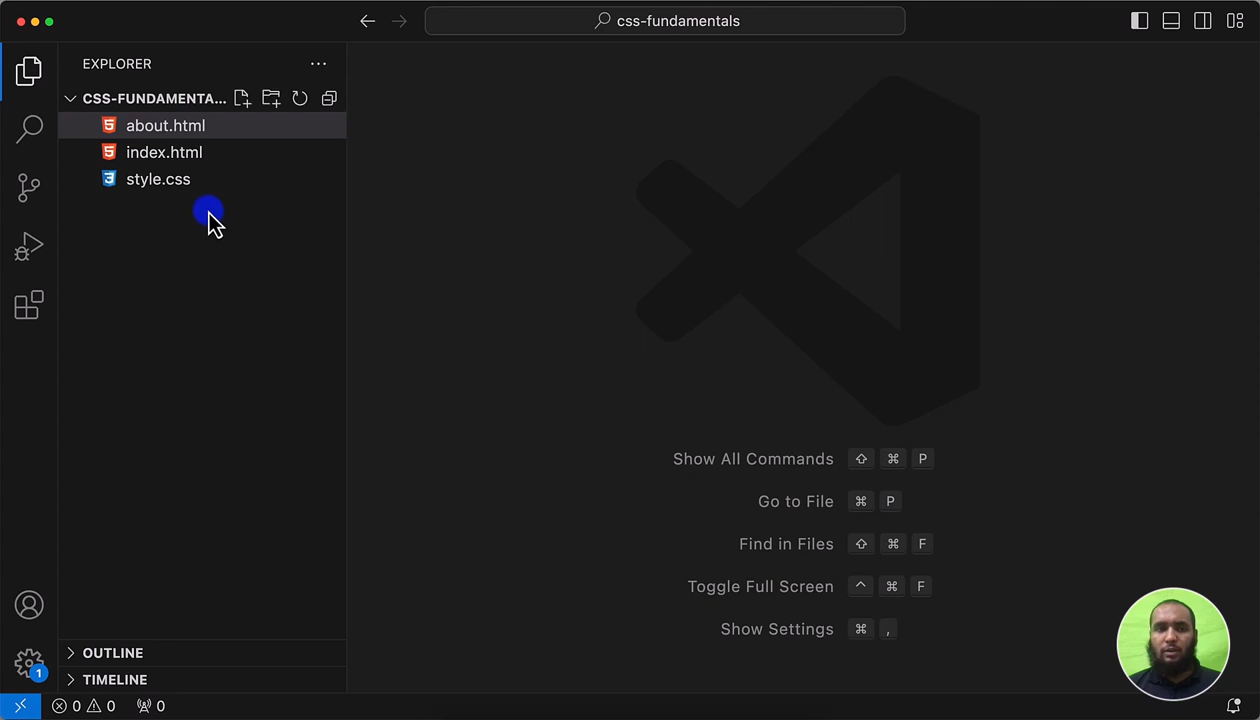 css-fundamentals
EXPLORER
CSS-FUNDAMENTA...
about.html
index.html
style.css
Show All Commands ⇧ ⌘ P
Go to File ⌘ P
Find in Files ⇧ ⌘ F
Toggle Full Screen ^ ⌘ F
Show Settings ⌘ ,
OUTLINE
TIMELINE
1
0 0 0